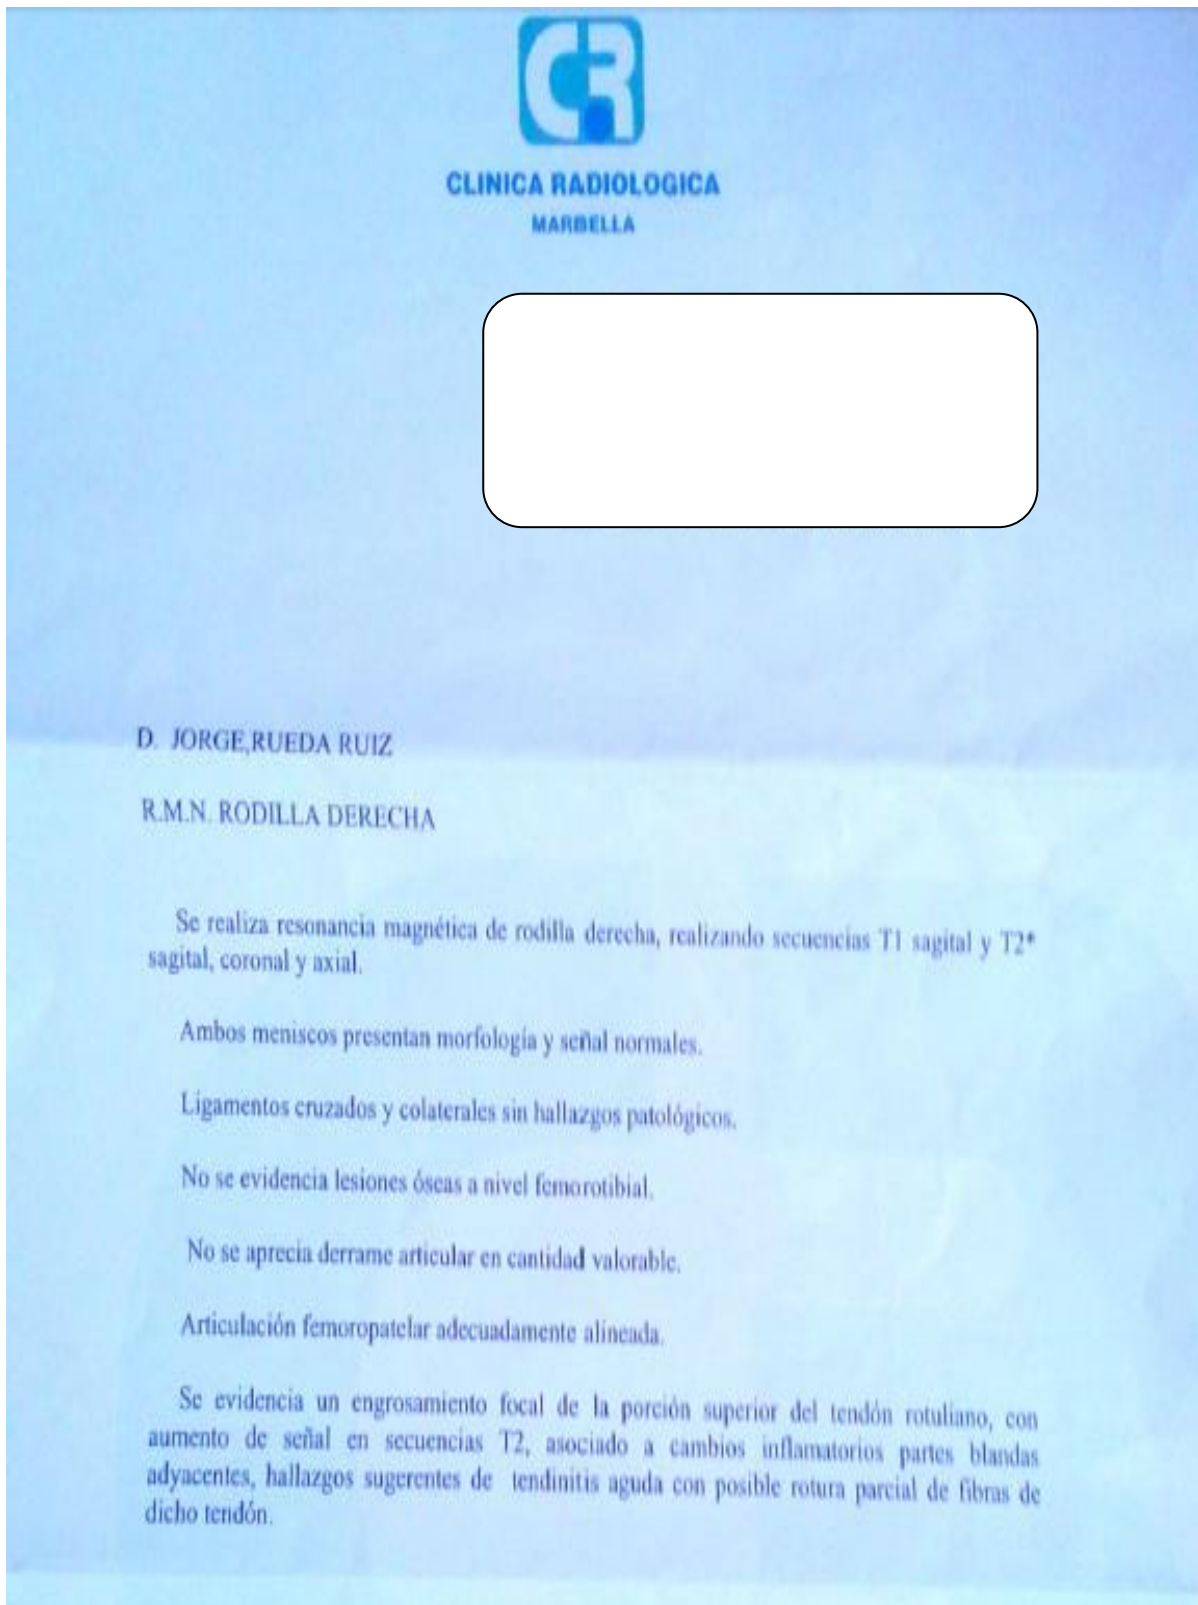 CR
CLINICA RADIOLOGICA
MARBELLA
D. JORGE,RUEDA RUIZ
R.M.N. RODILLA DERECHA
Se realiza resonancia magnética de rodilla derecha, realizando secuencias T1 sagital y T2*
sagital, coronal y axial.
Ambos meniscos presentan morfología y señal normales.
Ligamentos cruzados y colaterales sin hallazgos patológicos.
No se evidencia lesiones óseas a nivel femorotibial.
No se aprecia derrame articular en cantidad valorable.
Articulación femoropatelar adecuadamente alineada.
Se evidencia un engrosamiento focal de la porción superior del tendón rotuliano, con
aumento de señal en secuencias T2, asociado a cambios inflamatorios partes blandas
adyacentes, hallazgos sugerentes de tendinitis aguda con posible rotura parcial de fibras de
dicho tendón.